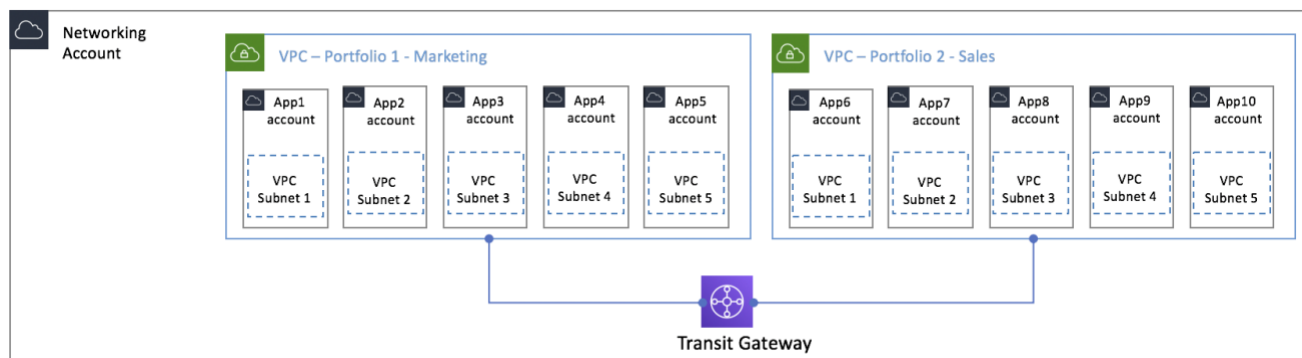 Networking
Account
VPC – Portfolio 1 - Marketing
App1
account
App2
account
App3
account
App4
account
App5
account
VPC
Subnet 1
VPC
Subnet 2
VPC
Subnet 3
VPC
Subnet 4
VPC
Subnet 5
VPC – Portfolio 2 - Sales
App6
account
App7
account
App8
account
App9
account
App10
account
VPC
Subnet 1
VPC
Subnet 2
VPC
Subnet 3
VPC
Subnet 4
VPC
Subnet 5
Transit Gateway